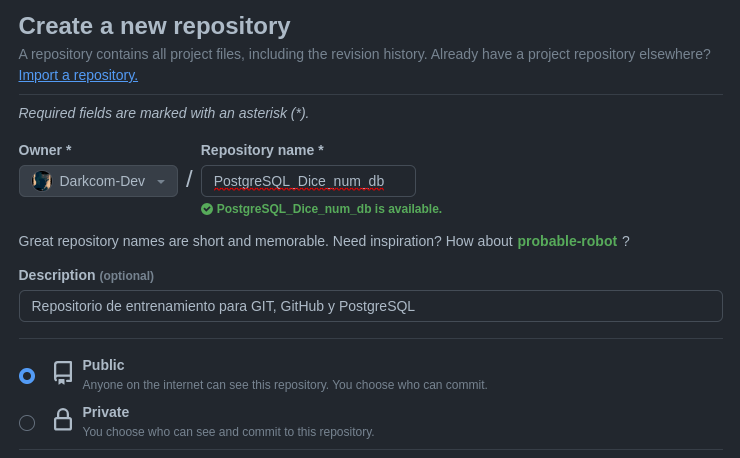 Create a new repository
A repository contains all project files, including the revision history. Already have a project repository elsewhere?
Import a repository.
Required fields are marked with an asterisk (*).
Owner * Repository name *
Darkcom-Dev / PostgreSQL_Dice_num_db
PostgreSQL_Dice_num_db is available.
Great repository names are short and memorable. Need inspiration? How about probable-robot ?
Description (optional)
Repositorio de entrenamiento para GIT, GitHub y PostgreSQL
Public
Anyone on the internet can see this repository. You choose who can commit.
Private
You choose who can see and commit to this repository.